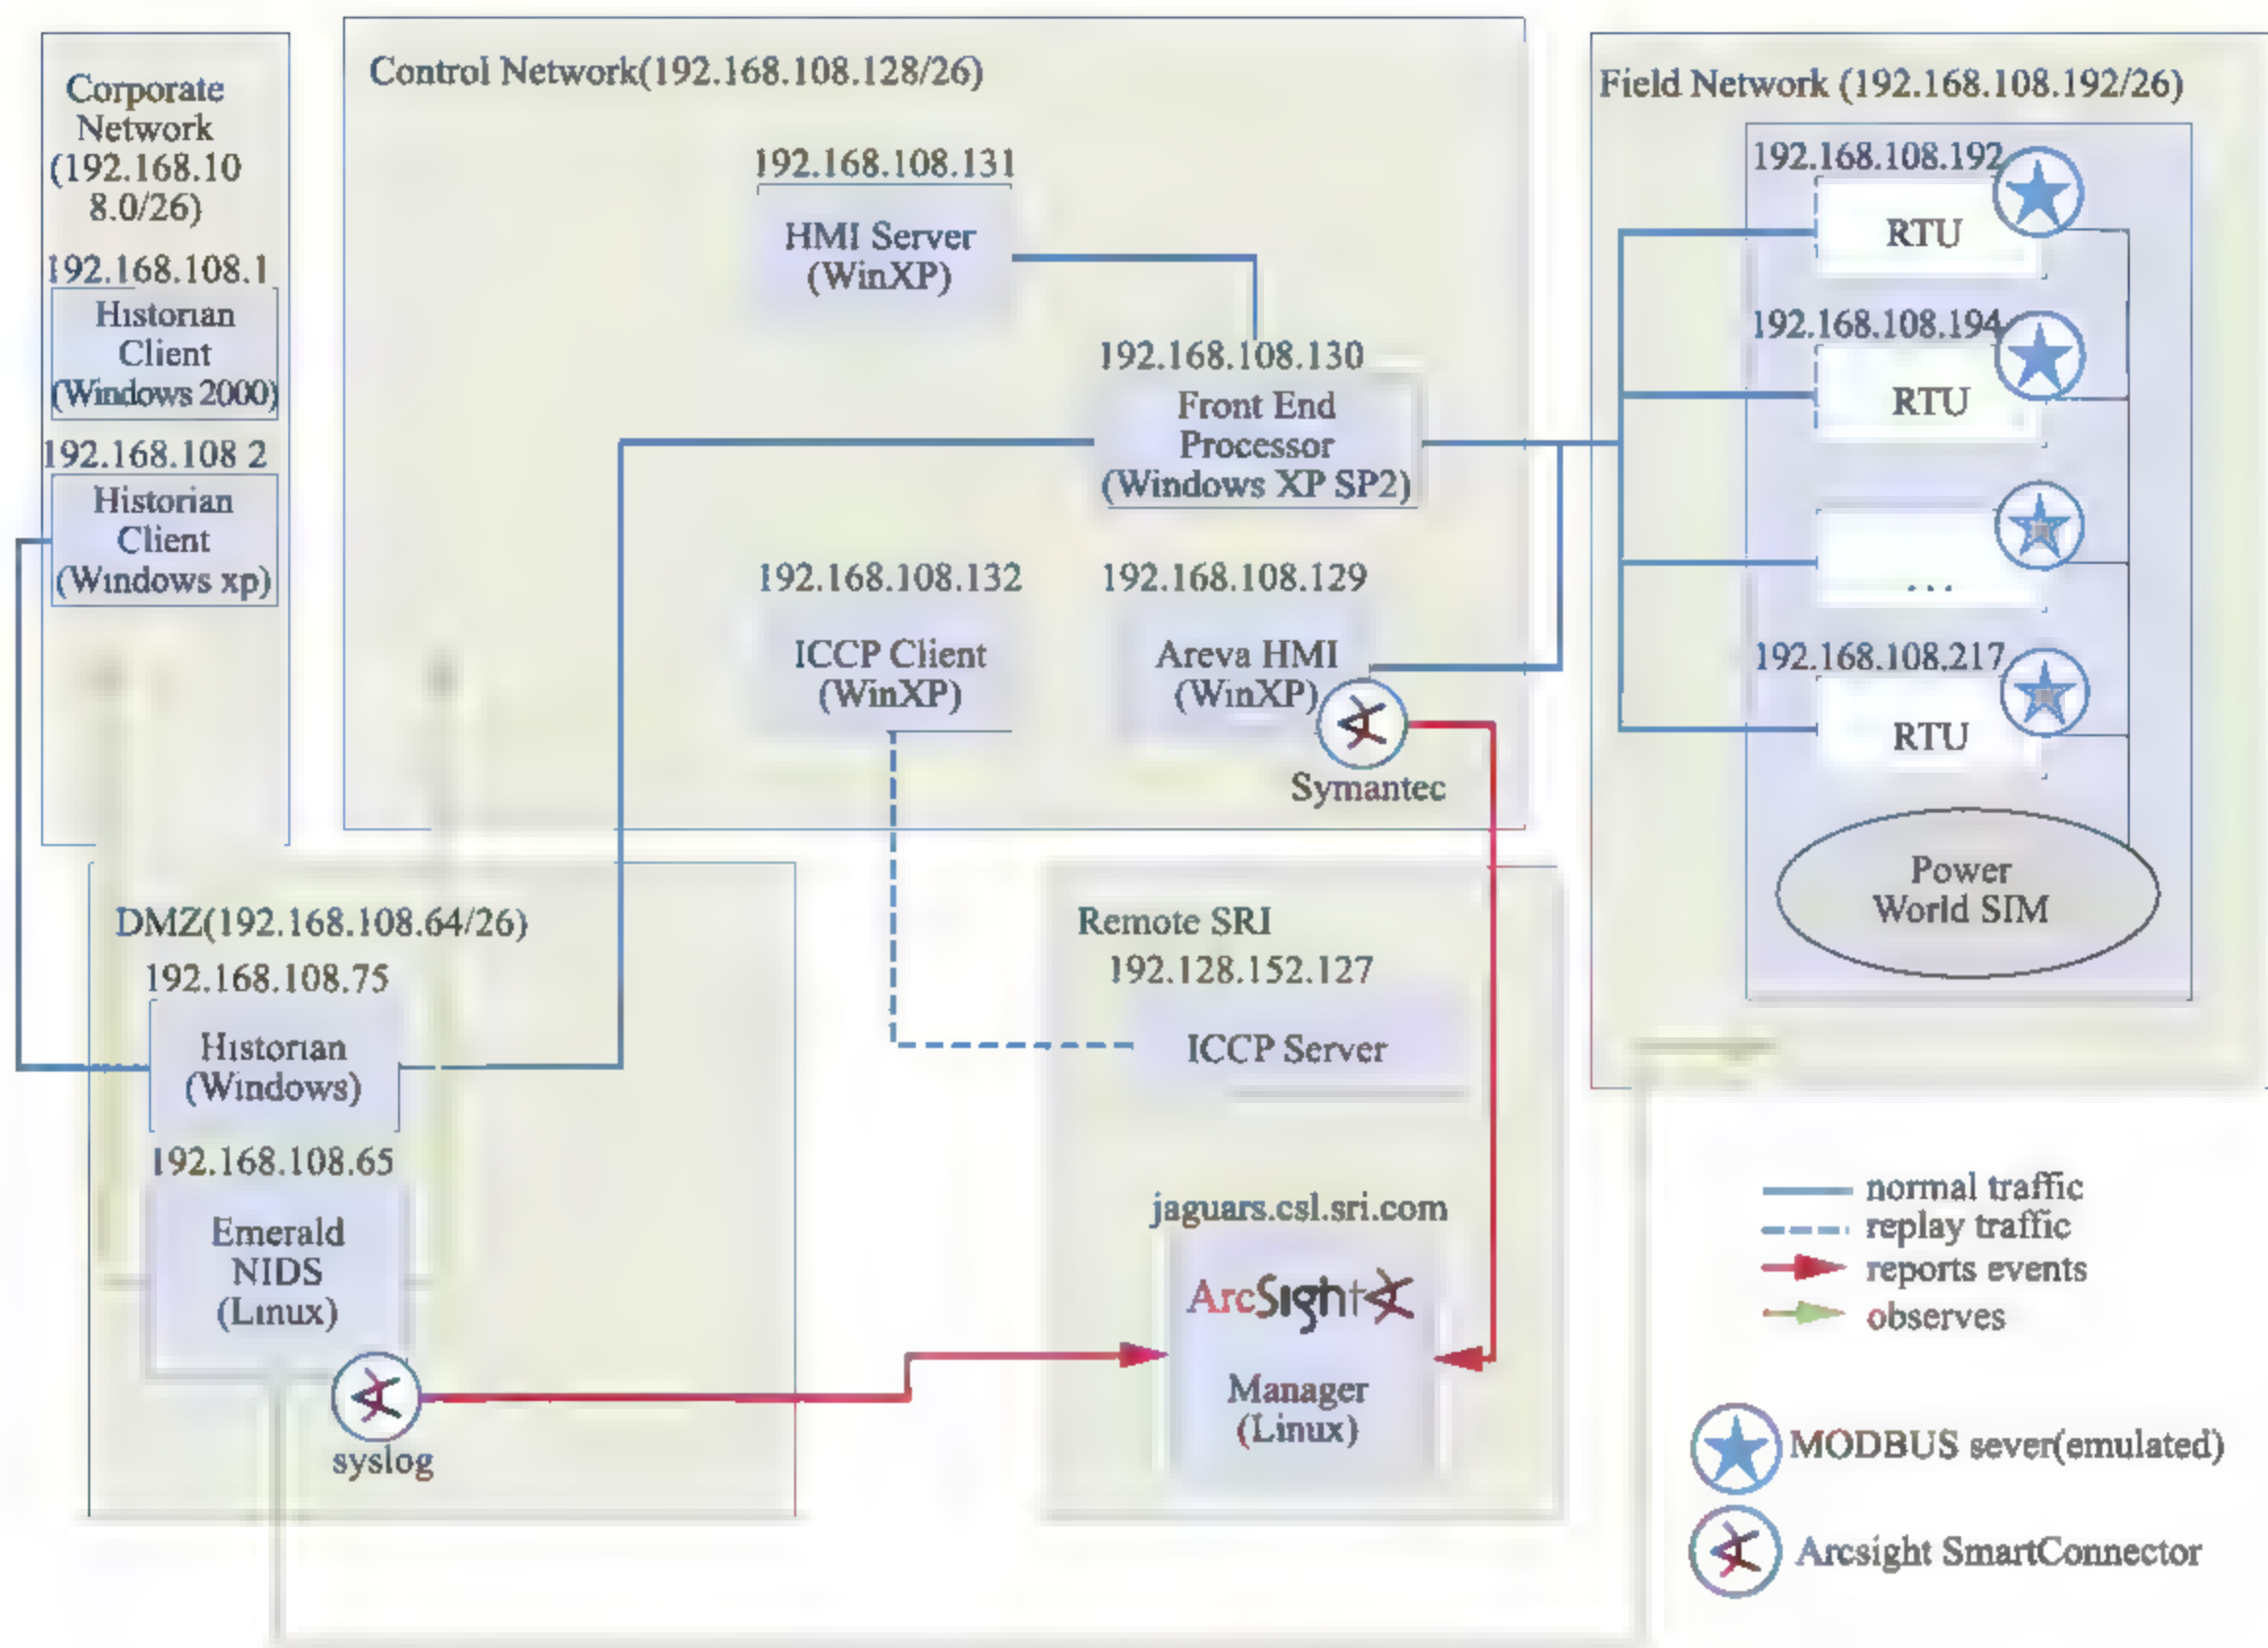 Corporate
Network
(192.168.10
8.0/26)
192.168.108.1
Historian
Client
(Windows 2000)
192.168.108 2
Historian
Client
(Windows xp)
Control Network(192.168.108.128/26)
192.168.108.131
HMI Server
(WinXP)
192.168.108.130
Front End
Processor
(Windows XP SP2)
192.168.108.132
ICCP Client
(WinXP)
192.168.108.129
Areva HMI
(WinXP)
Symantec
Field Network (192.168.108.192/26)
192.168.108.192
RTU
192.168.108.194
RTU
...
192.168.108.217
RTU
Power
World SIM
DMZ(192.168.108.64/26)
192.168.108.75
Historian
(Windows)
192.168.108.65
Emerald
NIDS
(Linux)
syslog
Remote SRI
192.128.152.127
ICCP Server
jaguars.csl.sri.com
ArcSight
Manager
(Linux)
normal traffic
replay traffic
reports events
observes
MODBUS sever(emulated)
Arcsight SmartConnector